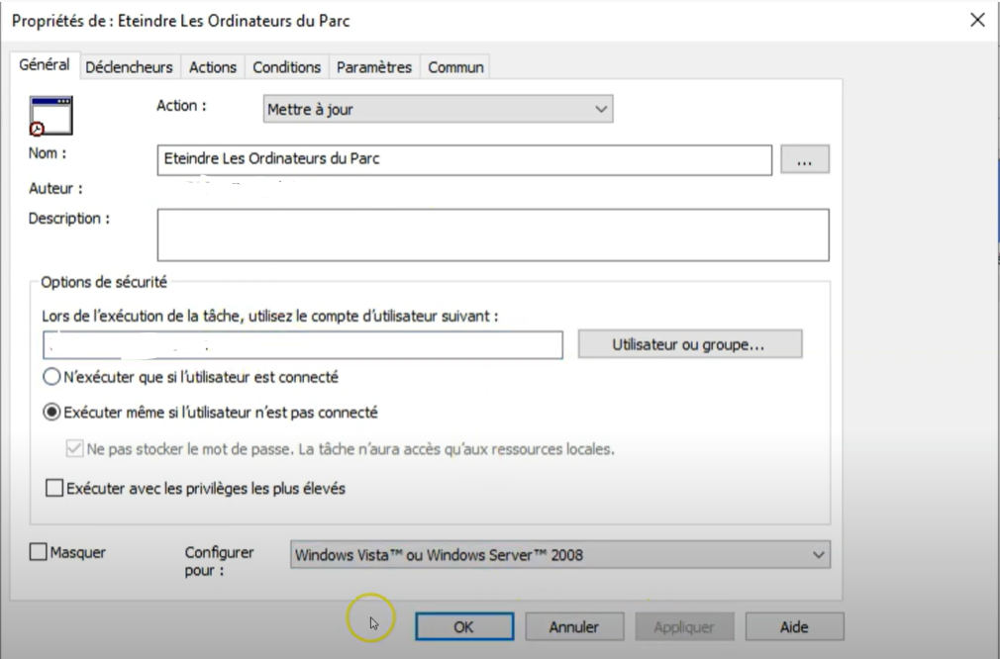 Propriétés de : Eteindre Les Ordinateurs du Parc
Général Déclencheurs Actions Conditions Paramètres Commun
Action : Mettre à jour
Nom : Eteindre Les Ordinateurs du Parc ...
Auteur :
Description :
Options de sécurité
Lors de l'exécution de la tâche, utilisez le compte d'utilisateur suivant :
Utilisateur ou groupe...
N'exécuter que si l'utilisateur est connecté
Exécuter même si l'utilisateur n'est pas connecté
Ne pas stocker le mot de passe. La tâche n'aura accès qu'aux ressources locales.
Exécuter avec les privilèges les plus élevés
Masquer Configurer pour : Windows Vista™ ou Windows Server™ 2008
OK Annuler Appliquer Aide